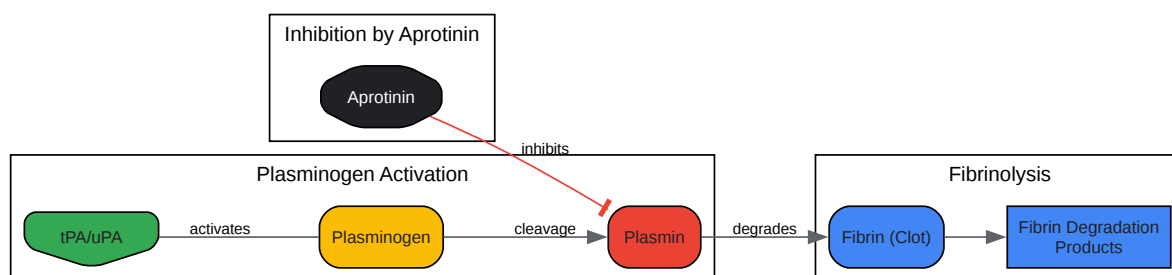 Inhibition by Aprotinin
Aprotinin
inhibits
Plasminogen Activation
tPA/uPA
activates
Plasminogen
cleavage
Plasmin
degrades
Fibrinolysis
Fibrin (Clot)
Fibrin Degradation
Products